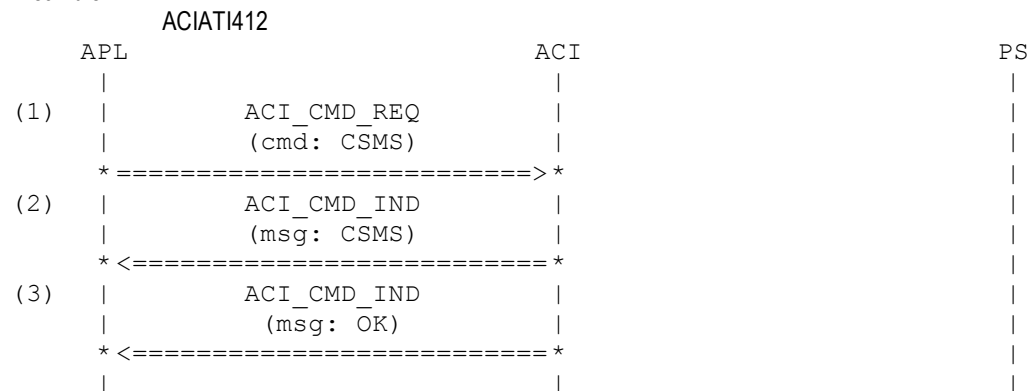 ACIATI412
APL ACI PS
| | |
(1) | ACI_CMD_REQ | |
| (cmd: CSMS) | |
*==========================>* |
(2) | ACI_CMD_IND | |
| (msg: CSMS) | |
*<==========================* |
(3) | ACI_CMD_IND | |
| (msg: OK) | |
*<==========================* |
| | |